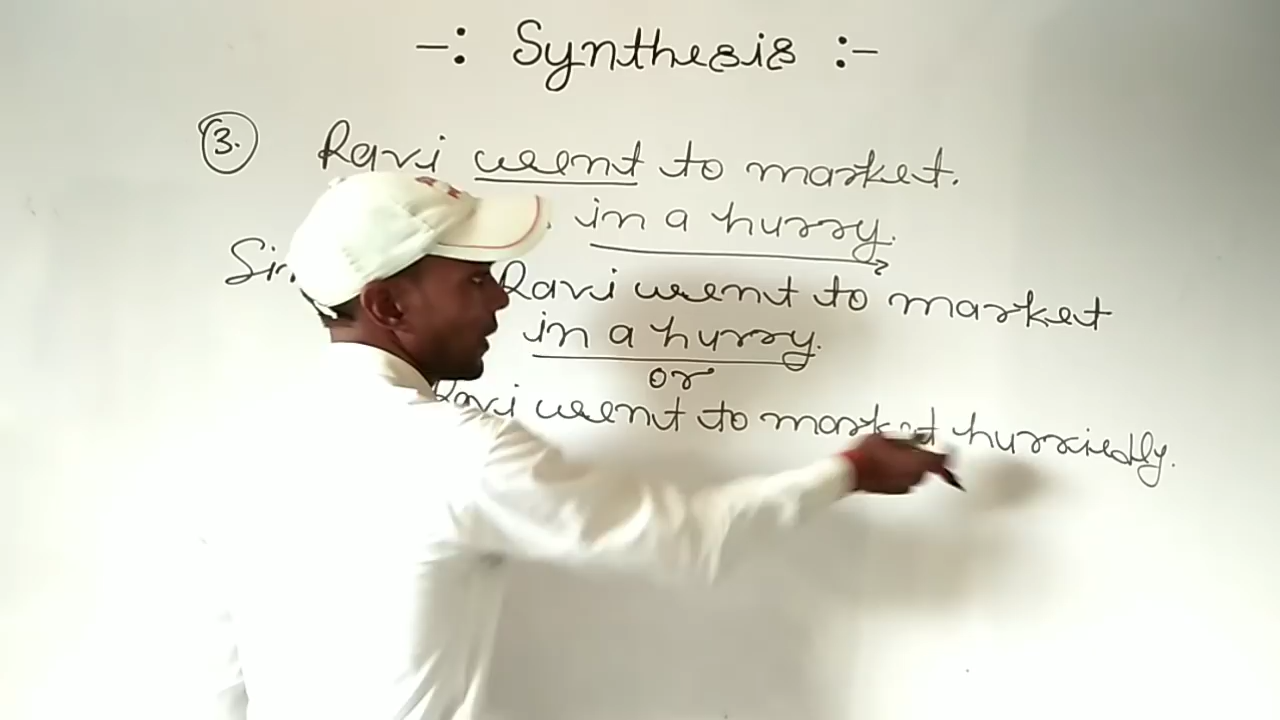 -: Synthesis :-
3. Ravi went to market.
in a hurry.
Ravi went to market
in a hurry.
or
Ravi went to market hurriedly.